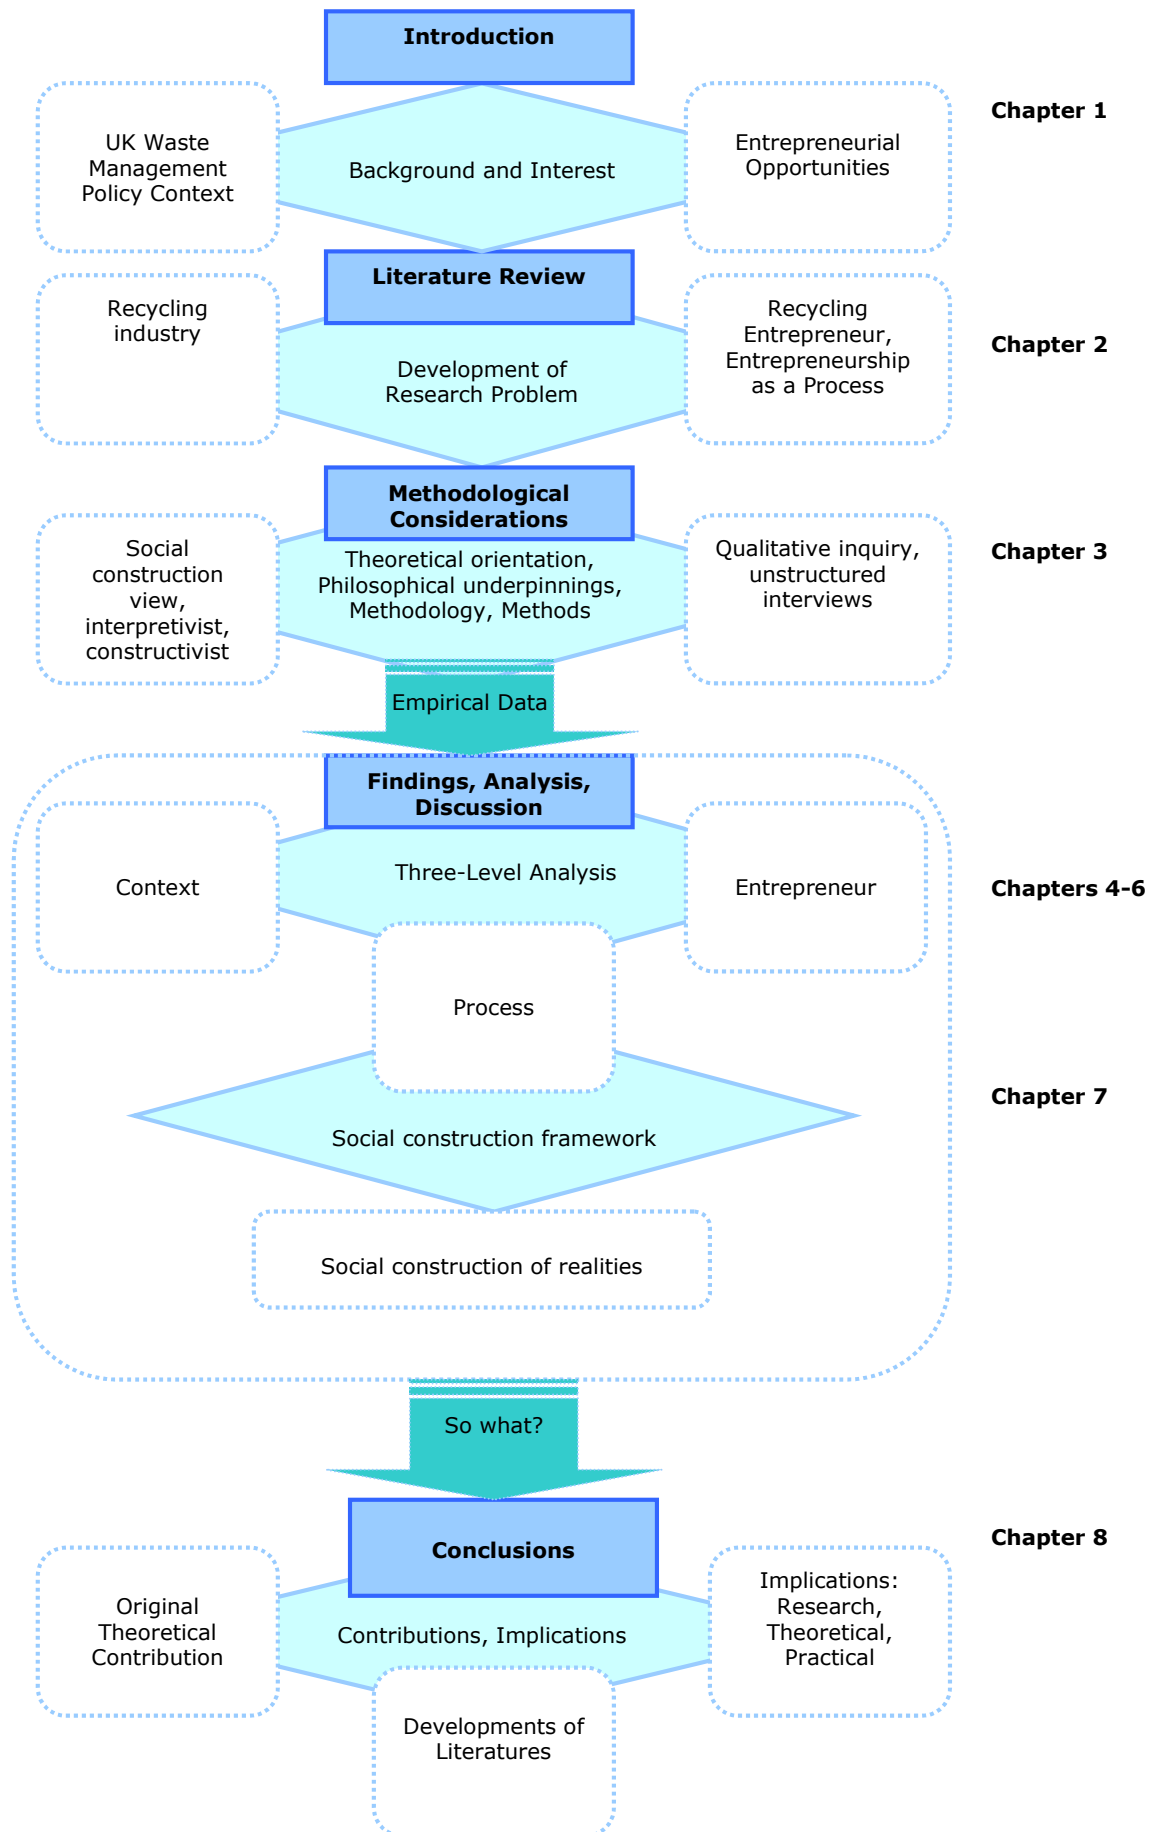 Introduction
Chapter 1
UK Waste
Management
Policy Context
Background and Interest
Entrepreneurial
Opportunities
Literature Review
Recycling
industry
Development of
Research Problem
Recycling
Entrepreneur,
Entrepreneurship
as a Process
Chapter 2
Methodological
Considerations
Social
construction
view,
interpretivist,
constructivist
Theoretical orientation,
Philosophical underpinnings,
Methodology, Methods
Qualitative inquiry,
unstructured
interviews
Chapter 3
Empirical Data
Findings, Analysis,
Discussion
Context
Three-Level Analysis
Entrepreneur
Chapters 4-6
Process
Chapter 7
Social construction framework
Social construction of realities
So what?
Conclusions
Chapter 8
Original
Theoretical
Contribution
Contributions, Implications
Implications:
Research,
Theoretical,
Practical
Developments of
Literatures